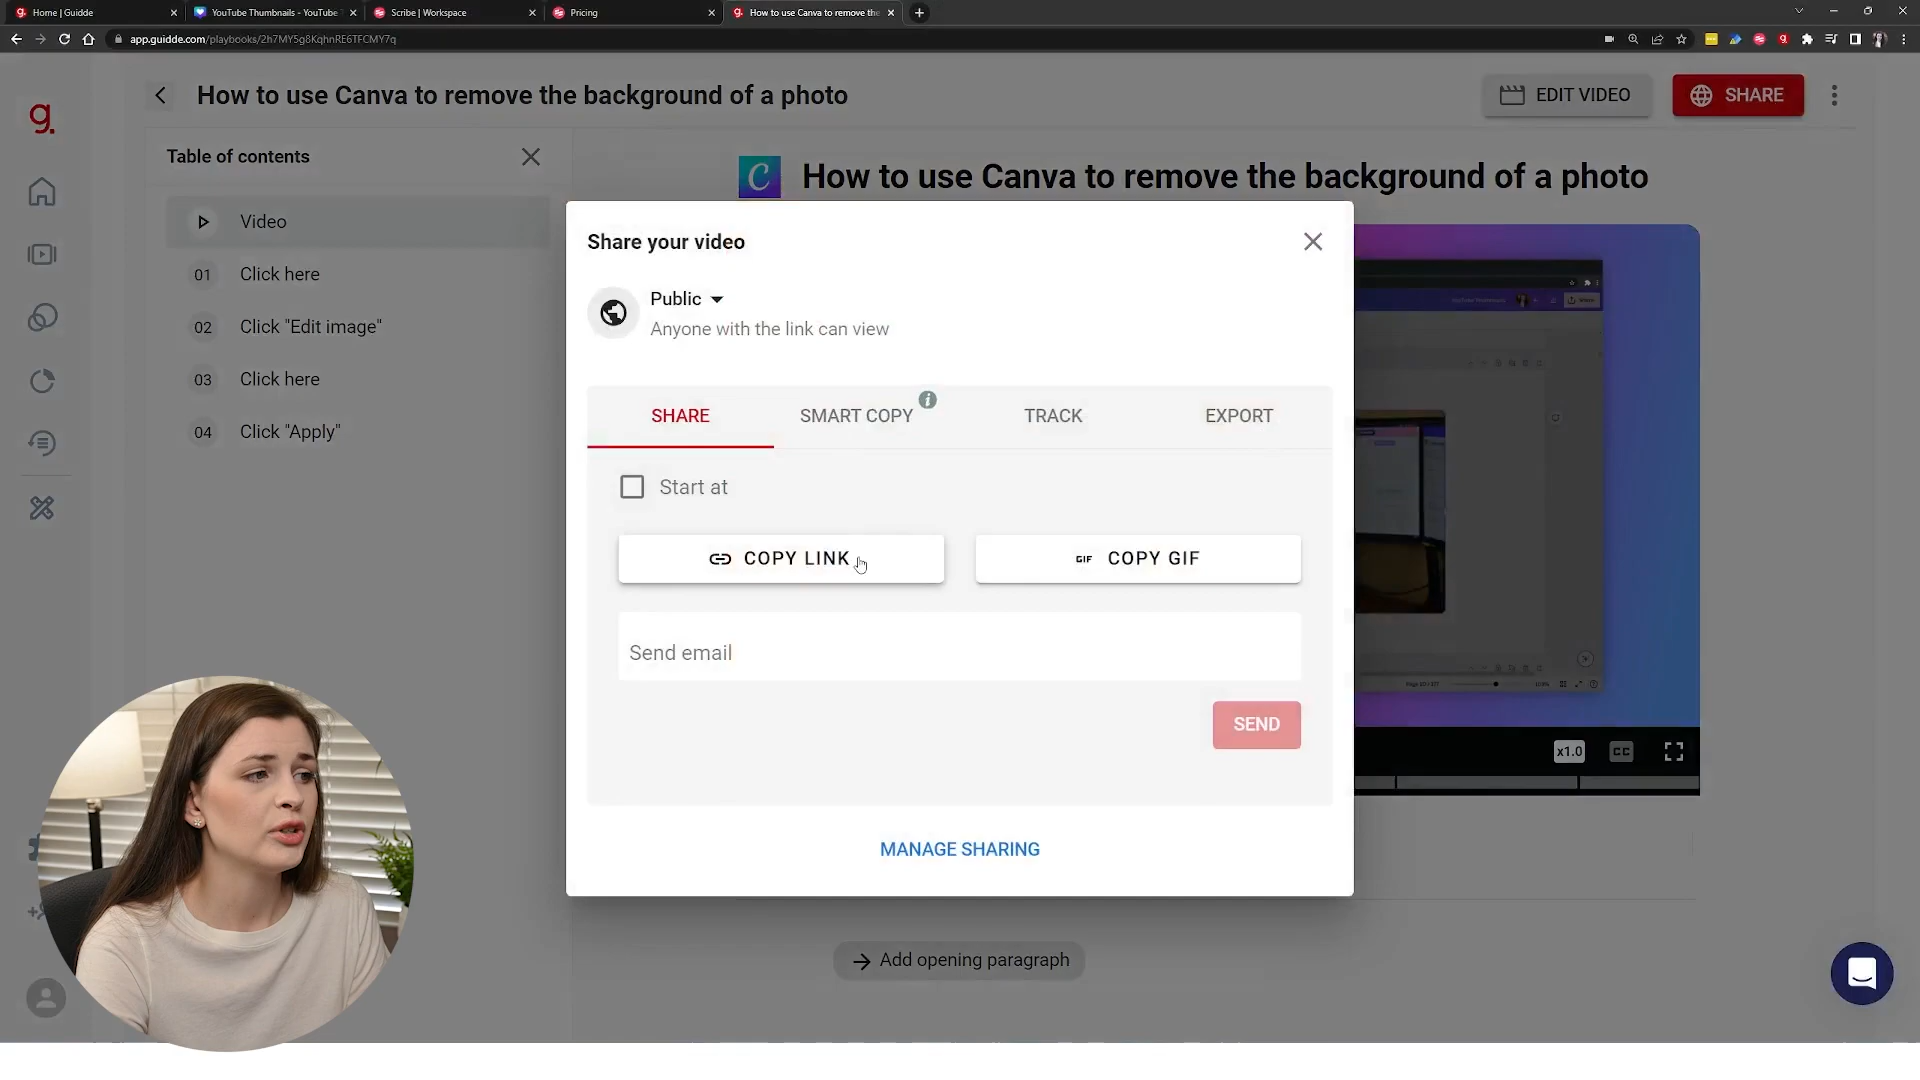 Home | Guidde
YouTube Thumbnails - YouTube
Scribe | Workspace
Pricing
How to use Canva to remove the
app.guidde.com/playbooks/2h7MY5g8KqhnRE6TFCMY7q
g.
How to use Canva to remove the background of a photo
EDIT VIDEO
SHARE
Table of contents
Video
01 Click here
02 Click "Edit image"
03 Click here
04 Click "Apply"
How to use Canva to remove the background of a photo
Share your video
Public
Anyone with the link can view
SHARE
SMART COPY
TRACK
EXPORT
Start at
COPY LINK
GIF COPY GIF
Send email
SEND
MANAGE SHARING
x1.0
CC
Add opening paragraph